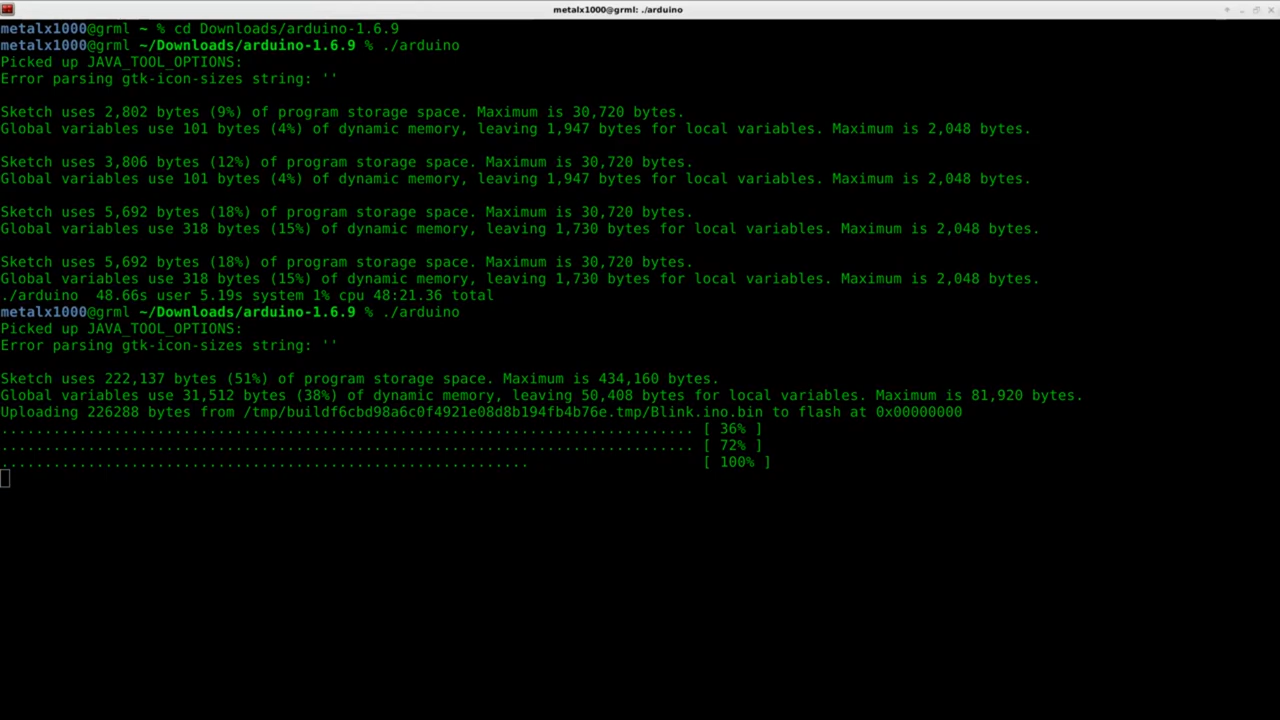 metalx1000@grml: ./arduino
metalx1000@grml ~ % cd Downloads/arduino-1.6.9
metalx1000@grml ~/Downloads/arduino-1.6.9 % ./arduino
Picked up JAVA_TOOL_OPTIONS:
Error parsing gtk-icon-sizes string: ''
Sketch uses 2,802 bytes (9%) of program storage space. Maximum is 30,720 bytes.
Global variables use 101 bytes (4%) of dynamic memory, leaving 1,947 bytes for local variables. Maximum is 2,048 bytes.
Sketch uses 3,806 bytes (12%) of program storage space. Maximum is 30,720 bytes.
Global variables use 101 bytes (4%) of dynamic memory, leaving 1,947 bytes for local variables. Maximum is 2,048 bytes.
Sketch uses 5,692 bytes (18%) of program storage space. Maximum is 30,720 bytes.
Global variables use 318 bytes (15%) of dynamic memory, leaving 1,730 bytes for local variables. Maximum is 2,048 bytes.
Sketch uses 5,692 bytes (18%) of program storage space. Maximum is 30,720 bytes.
Global variables use 318 bytes (15%) of dynamic memory, leaving 1,730 bytes for local variables. Maximum is 2,048 bytes.
./arduino  48.66s user 5.19s system 1% cpu 48:21.36 total
metalx1000@grml ~/Downloads/arduino-1.6.9 % ./arduino
Picked up JAVA_TOOL_OPTIONS:
Error parsing gtk-icon-sizes string: ''
Sketch uses 222,137 bytes (51%) of program storage space. Maximum is 434,160 bytes.
Global variables use 31,512 bytes (38%) of dynamic memory, leaving 50,408 bytes for local variables. Maximum is 81,920 bytes.
Uploading 226288 bytes from /tmp/buildf6cbd98a6c0f4921e08d8b194fb4b76e.tmp/Blink.ino.bin to flash at 0x00000000
................................................................................ [ 36% ]
................................................................................ [ 72% ]
.............................................................                    [ 100% ]